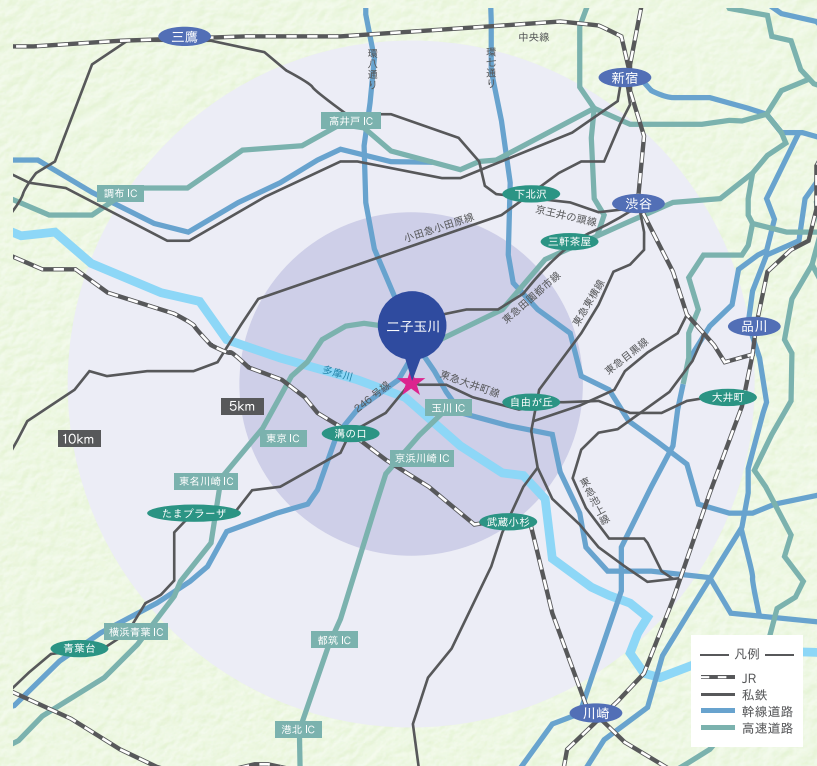 三鷹
中央線
環八通り
環七通り
新宿
高井戸 IC
調布 IC
下北沢
渋谷
京王井の頭線
小田急小田原線
三軒茶屋
東急田園都市線
東急東横線
二子玉川
品川
東急目黒線
多摩川
246 号線
東急大井町線
大井町
自由が丘
玉川 IC
5km
溝の口
10km
東京 IC
京浜川崎 IC
東名川崎 IC
東急池上線
たまプラーザ
武蔵小杉
横浜青葉 IC
都筑 IC
青葉台
凡例
JR
私鉄
幹線道路
高速道路
川崎
港北 IC